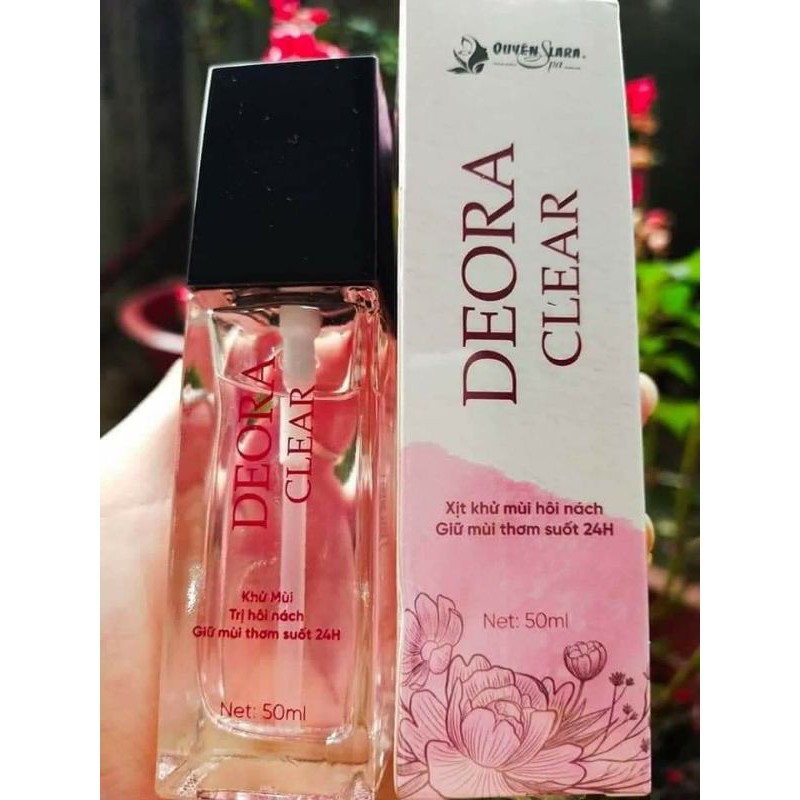 DEORA
CLEAR
Khử Mùi
Trị hôi nách
Giữ mùi thơm suốt 24H
Net: 50ml
QUYÊN SLARA
Spa
DEORA
CLEAR
Xịt khử mùi hôi nách
Giữ mùi thơm suốt 24H
Net: 50ml